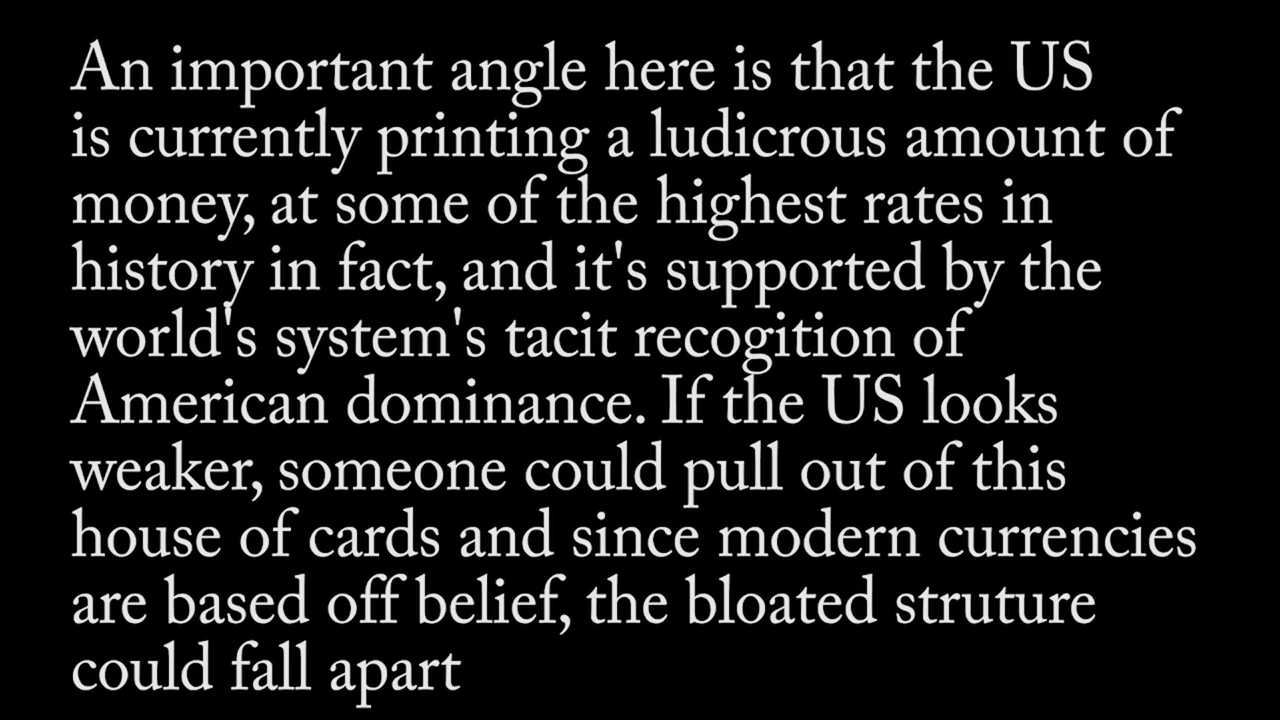 An important angle here is that the US
is currently printing a ludicrous amount of
money, at some of the highest rates in
history in fact, and it's supported by the
world's system's tacit recogition of
American dominance. If the US looks
weaker, someone could pull out of this
house of cards and since modern currencies
are based off belief, the bloated struture
could fall apart